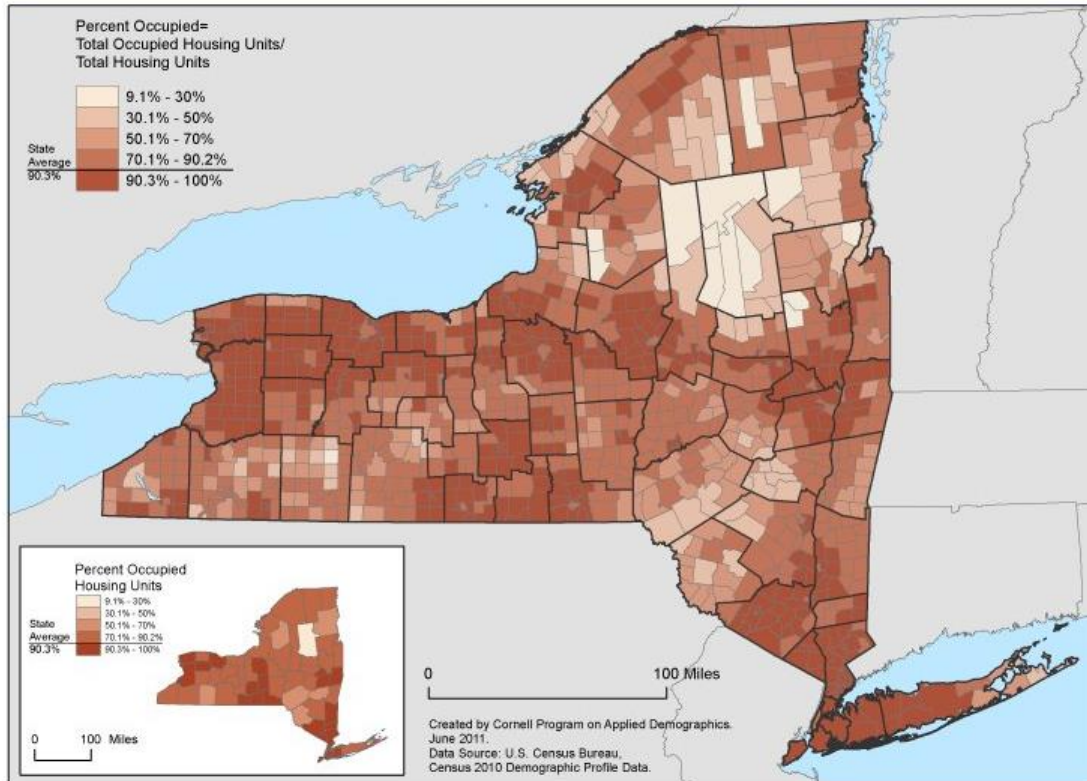 Percent Occupied=
Total Occupied Housing Units/
Total Housing Units
9.1% - 30%
30.1% - 50%
50.1% - 70%
70.1% - 90.2%
State
Average
90.3%
90.3% - 100%
Percent Occupied
Housing Units
9.1% - 30%
30.1% - 50%
50.1% - 70%
70.1% - 90.2%
State
Average
90.3%
90.3% - 100%
0 100 Miles
0 100 Miles
Created by Cornell Program on Applied Demographics.
June 2011.
Data Source: U.S. Census Bureau,
Census 2010 Demographic Profile Data.